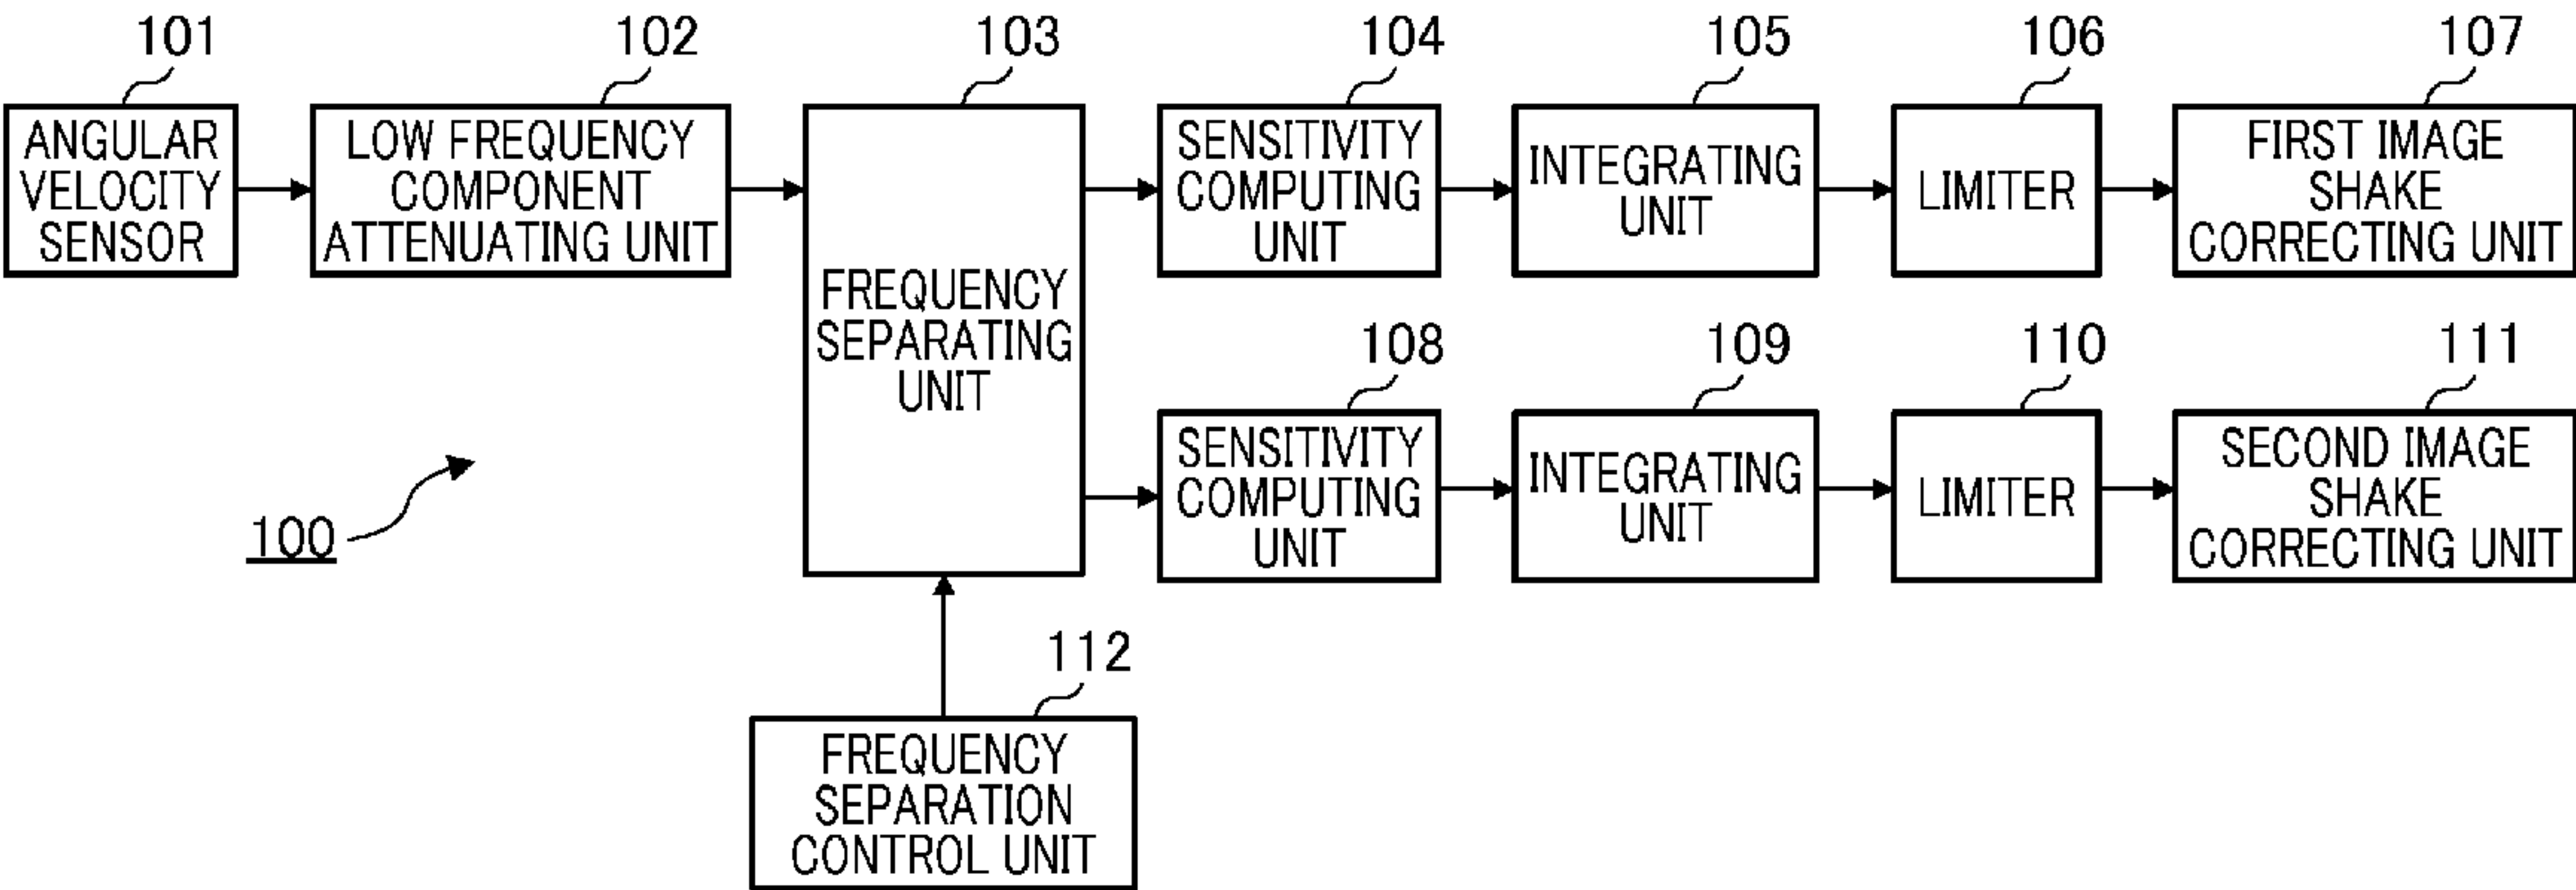 101
102
103
104
105
106
107
ANGULAR
VELOCITY
SENSOR
LOW FREQUENCY
COMPONENT
ATTENUATING UNIT
FREQUENCY
SEPARATING
UNIT
SENSITIVITY
COMPUTING
UNIT
INTEGRATING
UNIT
LIMITER
FIRST IMAGE
SHAKE
CORRECTING UNIT
108
109
110
111
SENSITIVITY
COMPUTING
UNIT
INTEGRATING
UNIT
LIMITER
SECOND IMAGE
SHAKE
CORRECTING UNIT
100
112
FREQUENCY
SEPARATION
CONTROL UNIT